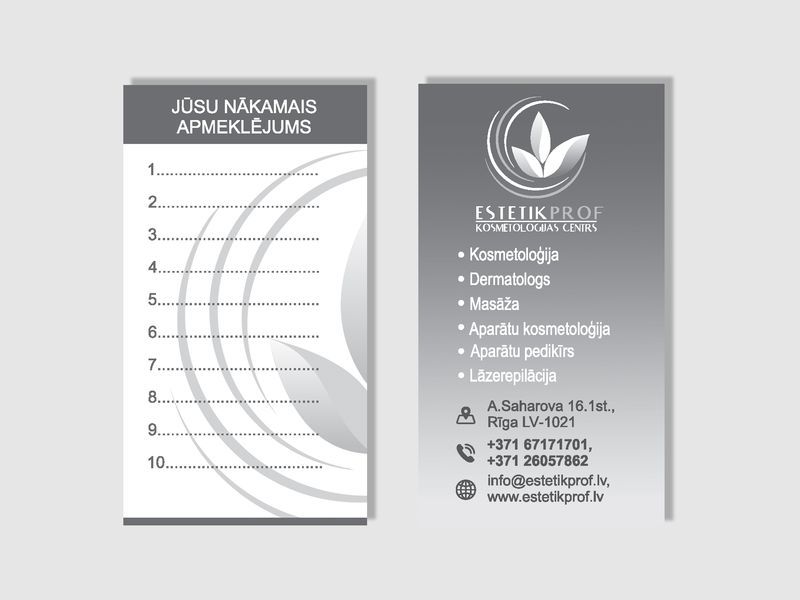 JŪSU NĀKAMAIS
APMEKLĒJUMS
1..................................
2..................................
3..................................
4..................................
5..................................
6..................................
7..................................
8..................................
9..................................
10.................................
ESTETIKPROF
KOSMETOLOĢIJAS CENTRS
• Kosmetoloģija
• Dermatologs
• Masāža
• Aparātu kosmetoloģija
• Aparātu pedikīrs
• Lāzerepilācija
A.Saharova 16.1st.,
Rīga LV-1021
+371 67171701,
+371 26057862
info@estetikprof.lv,
www.estetikprof.lv